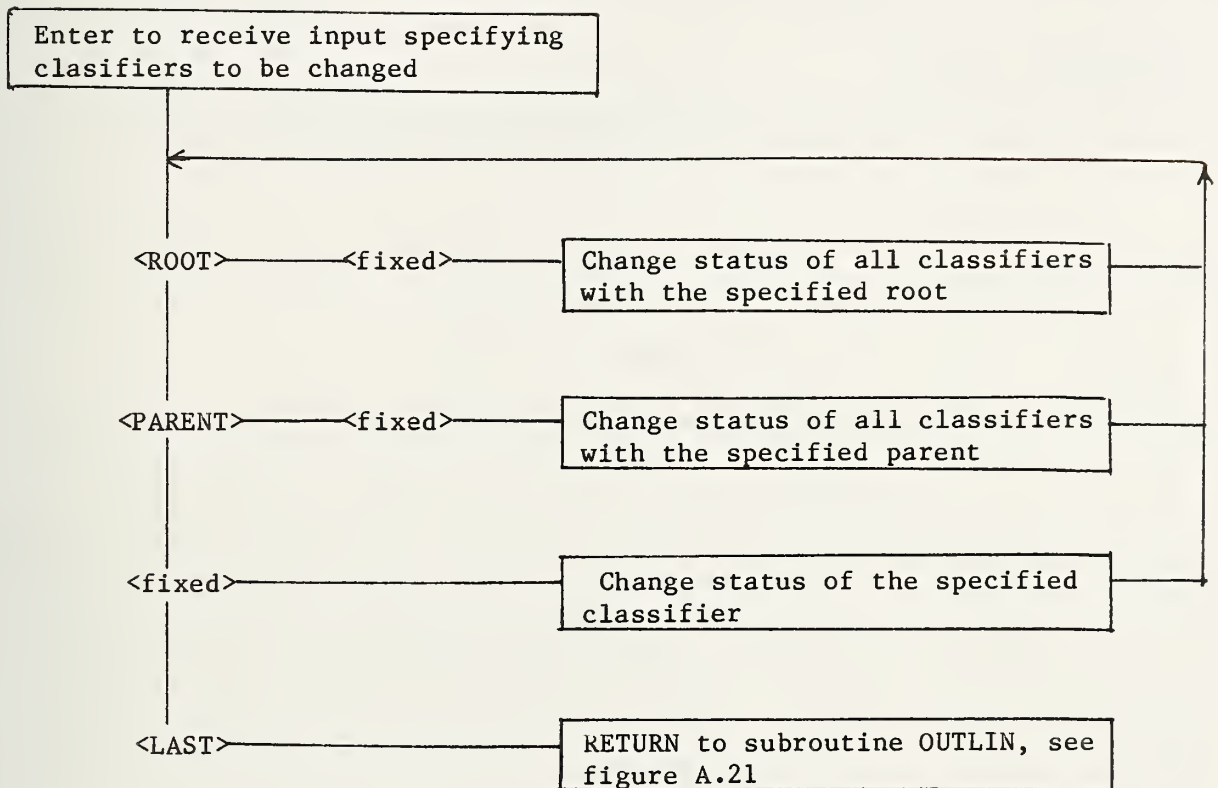 Enter to receive input specifying
clasifiers to be changed
<ROOT> <fixed> Change status of all classifiers
with the specified root
<PARENT> <fixed> Change status of all classifiers
with the specified parent
<fixed> Change status of the specified
classifier
<LAST> RETURN to subroutine OUTLIN, see
figure A.21